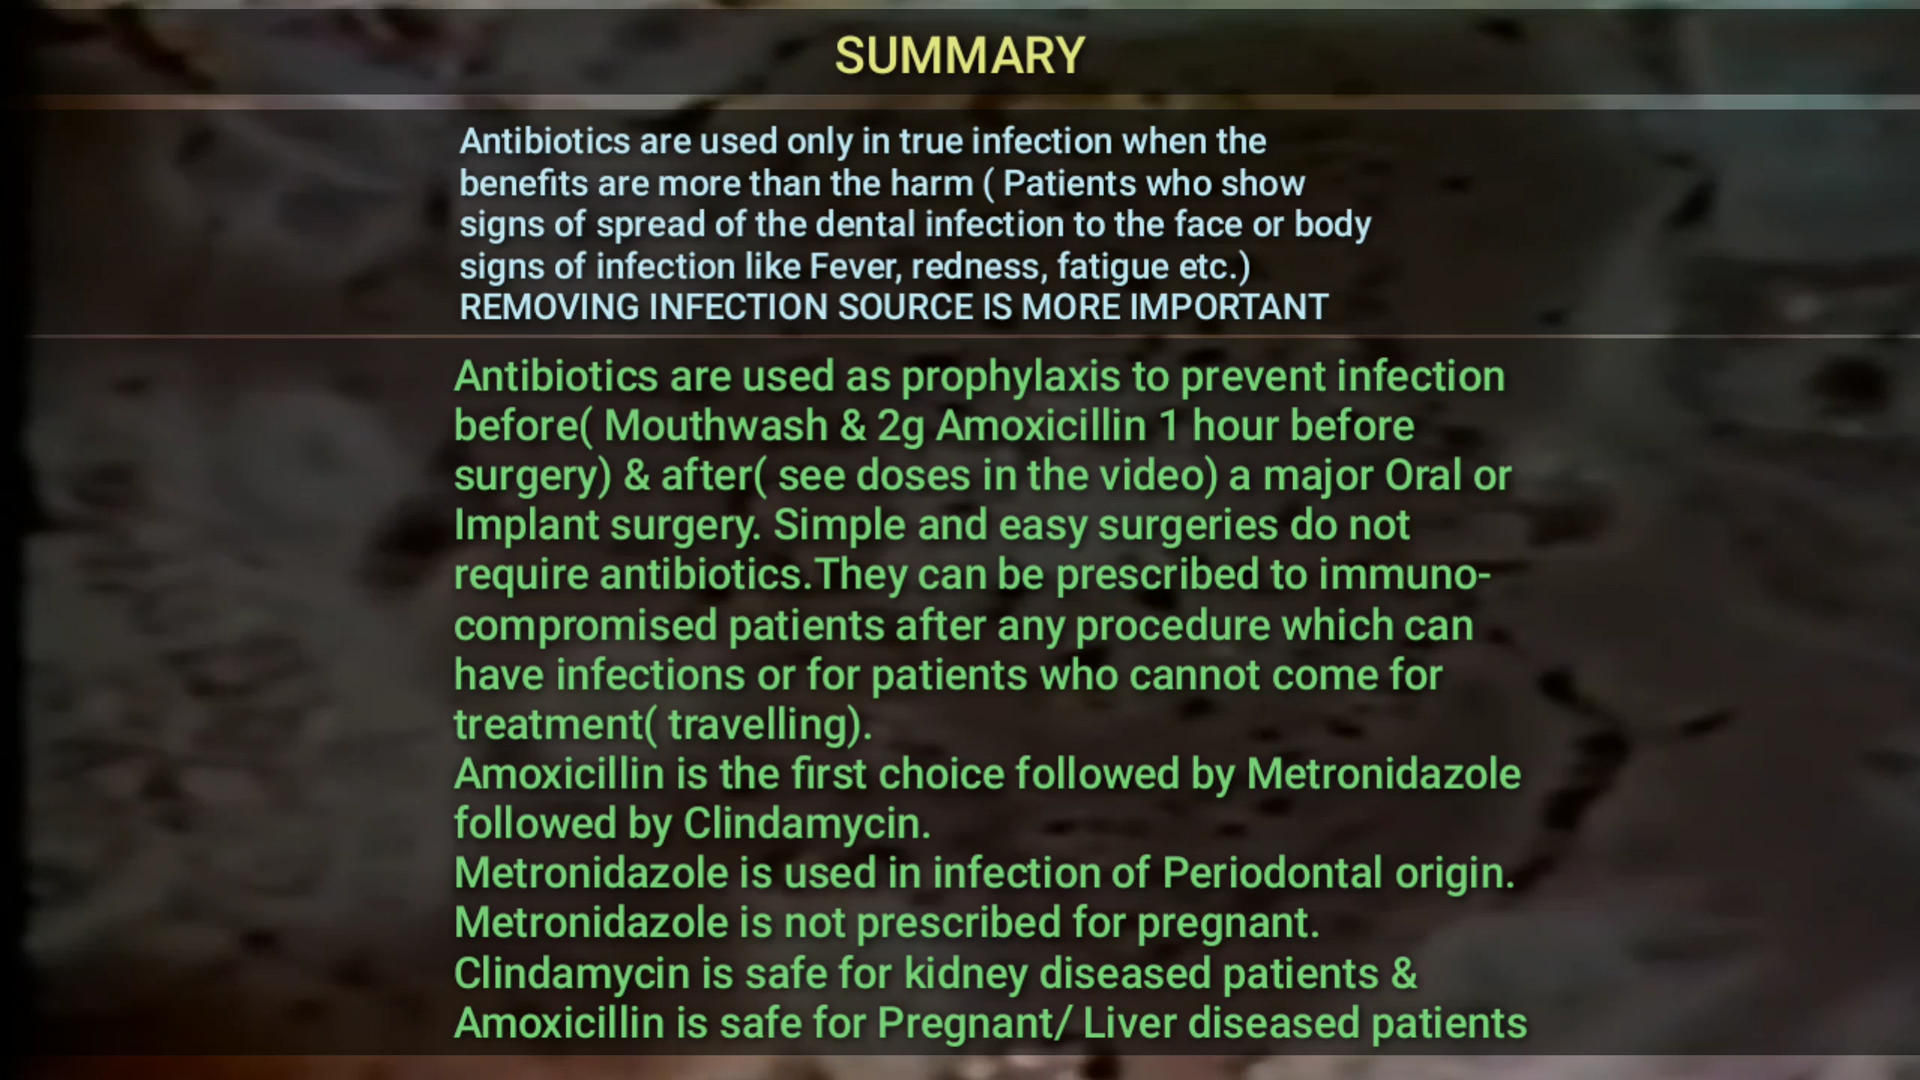 SUMMARY
Antibiotics are used only in true infection when the
benefits are more than the harm ( Patients who show
signs of spread of the dental infection to the face or body
signs of infection like Fever, redness, fatigue etc.)
REMOVING INFECTION SOURCE IS MORE IMPORTANT
Antibiotics are used as prophylaxis to prevent infection
before( Mouthwash & 2g Amoxicillin 1 hour before
surgery) & after( see doses in the video) a major Oral or
Implant surgery. Simple and easy surgeries do not
require antibiotics.They can be prescribed to immuno-
compromised patients after any procedure which can
have infections or for patients who cannot come for
treatment( travelling).
Amoxicillin is the first choice followed by Metronidazole
followed by Clindamycin.
Metronidazole is used in infection of Periodontal origin.
Metronidazole is not prescribed for pregnant.
Clindamycin is safe for kidney diseased patients &
Amoxicillin is safe for Pregnant/ Liver diseased patients